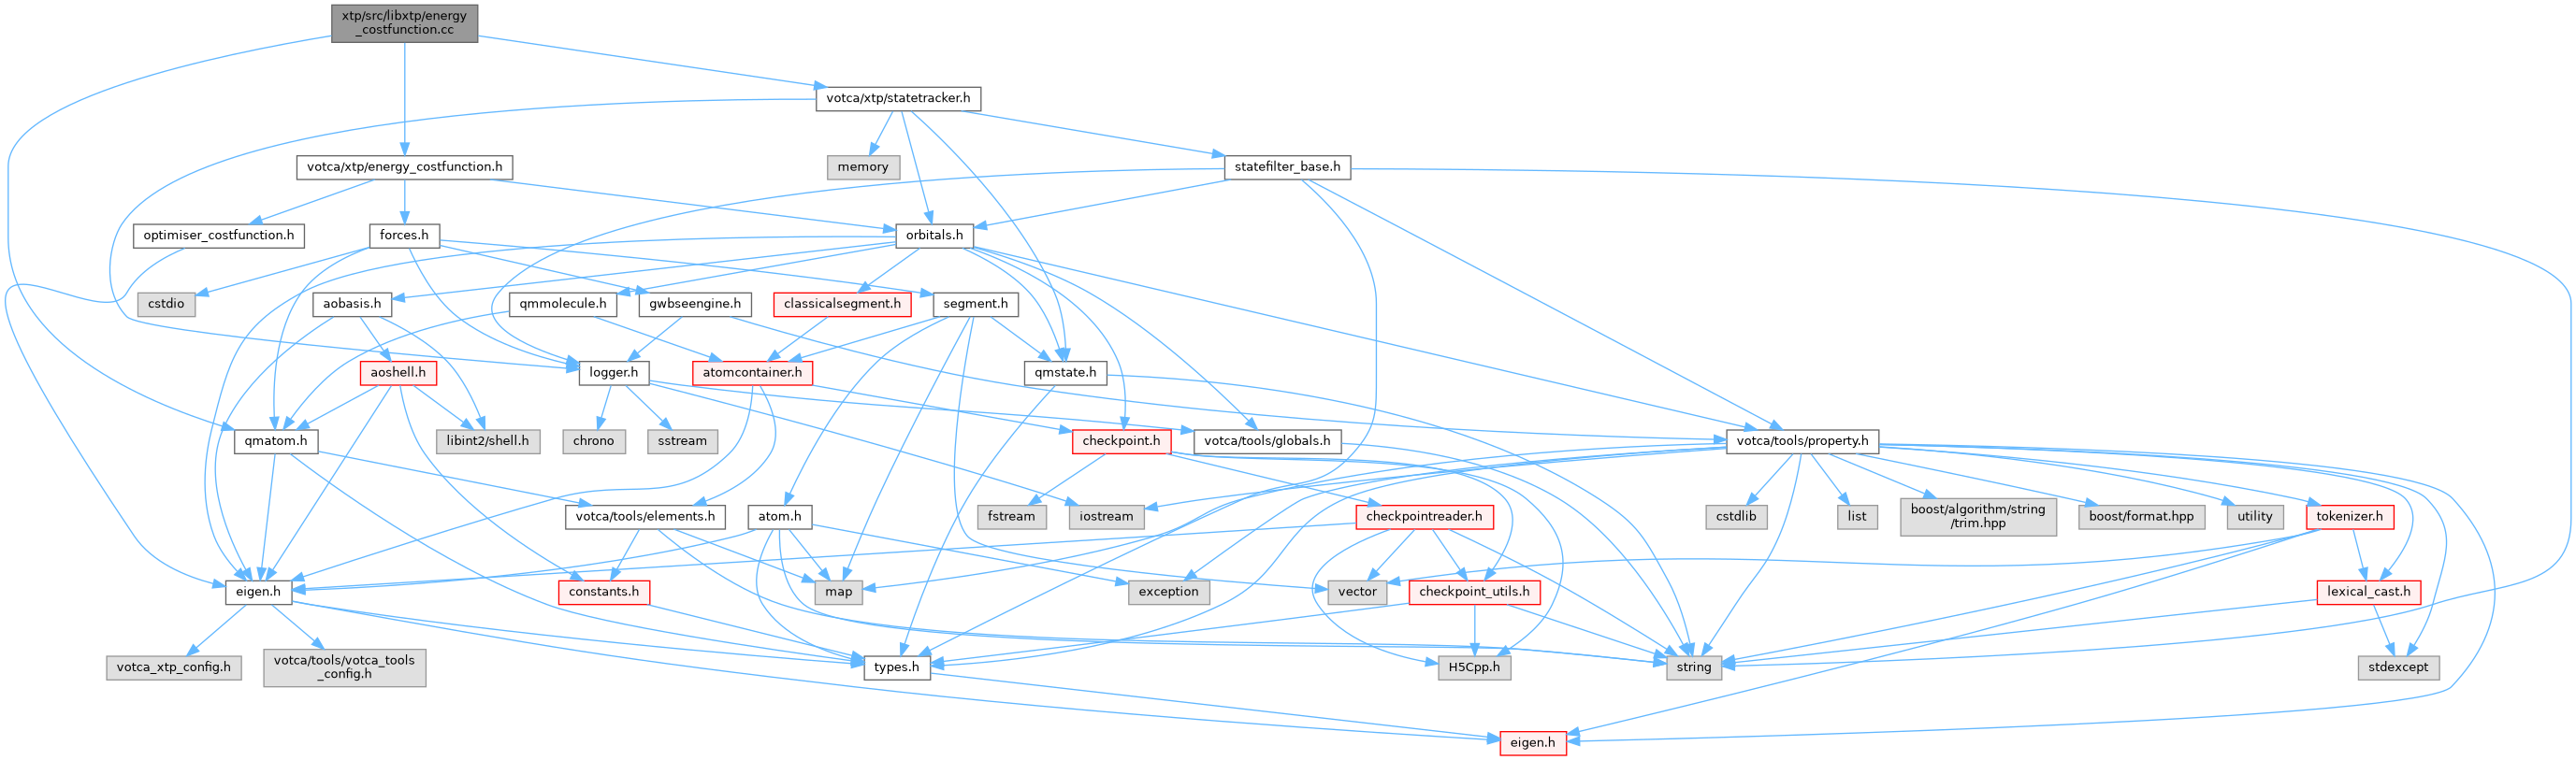 xtp/src/libxtp/energy
_costfunction.cc
votca/xtp/statetracker.h
votca/xtp/energy_costfunction.h
memory
statefilter_base.h
optimiser_costfunction.h
forces.h
orbitals.h
cstdio
aobasis.h
qmmolecule.h
gwbseengine.h
classicalsegment.h
segment.h
aoshell.h
logger.h
atomcontainer.h
qmstate.h
qmatom.h
libint2/shell.h
chrono
sstream
checkpoint.h
votca/tools/globals.h
votca/tools/property.h
votca/tools/elements.h
atom.h
fstream
iostream
checkpointreader.h
cstdlib
list
boost/algorithm/string
/trim.hpp
boost/format.hpp
utility
tokenizer.h
eigen.h
constants.h
map
exception
vector
checkpoint_utils.h
lexical_cast.h
votca_xtp_config.h
votca/tools/votca_tools
_config.h
types.h
H5Cpp.h
string
stdexcept
eigen.h